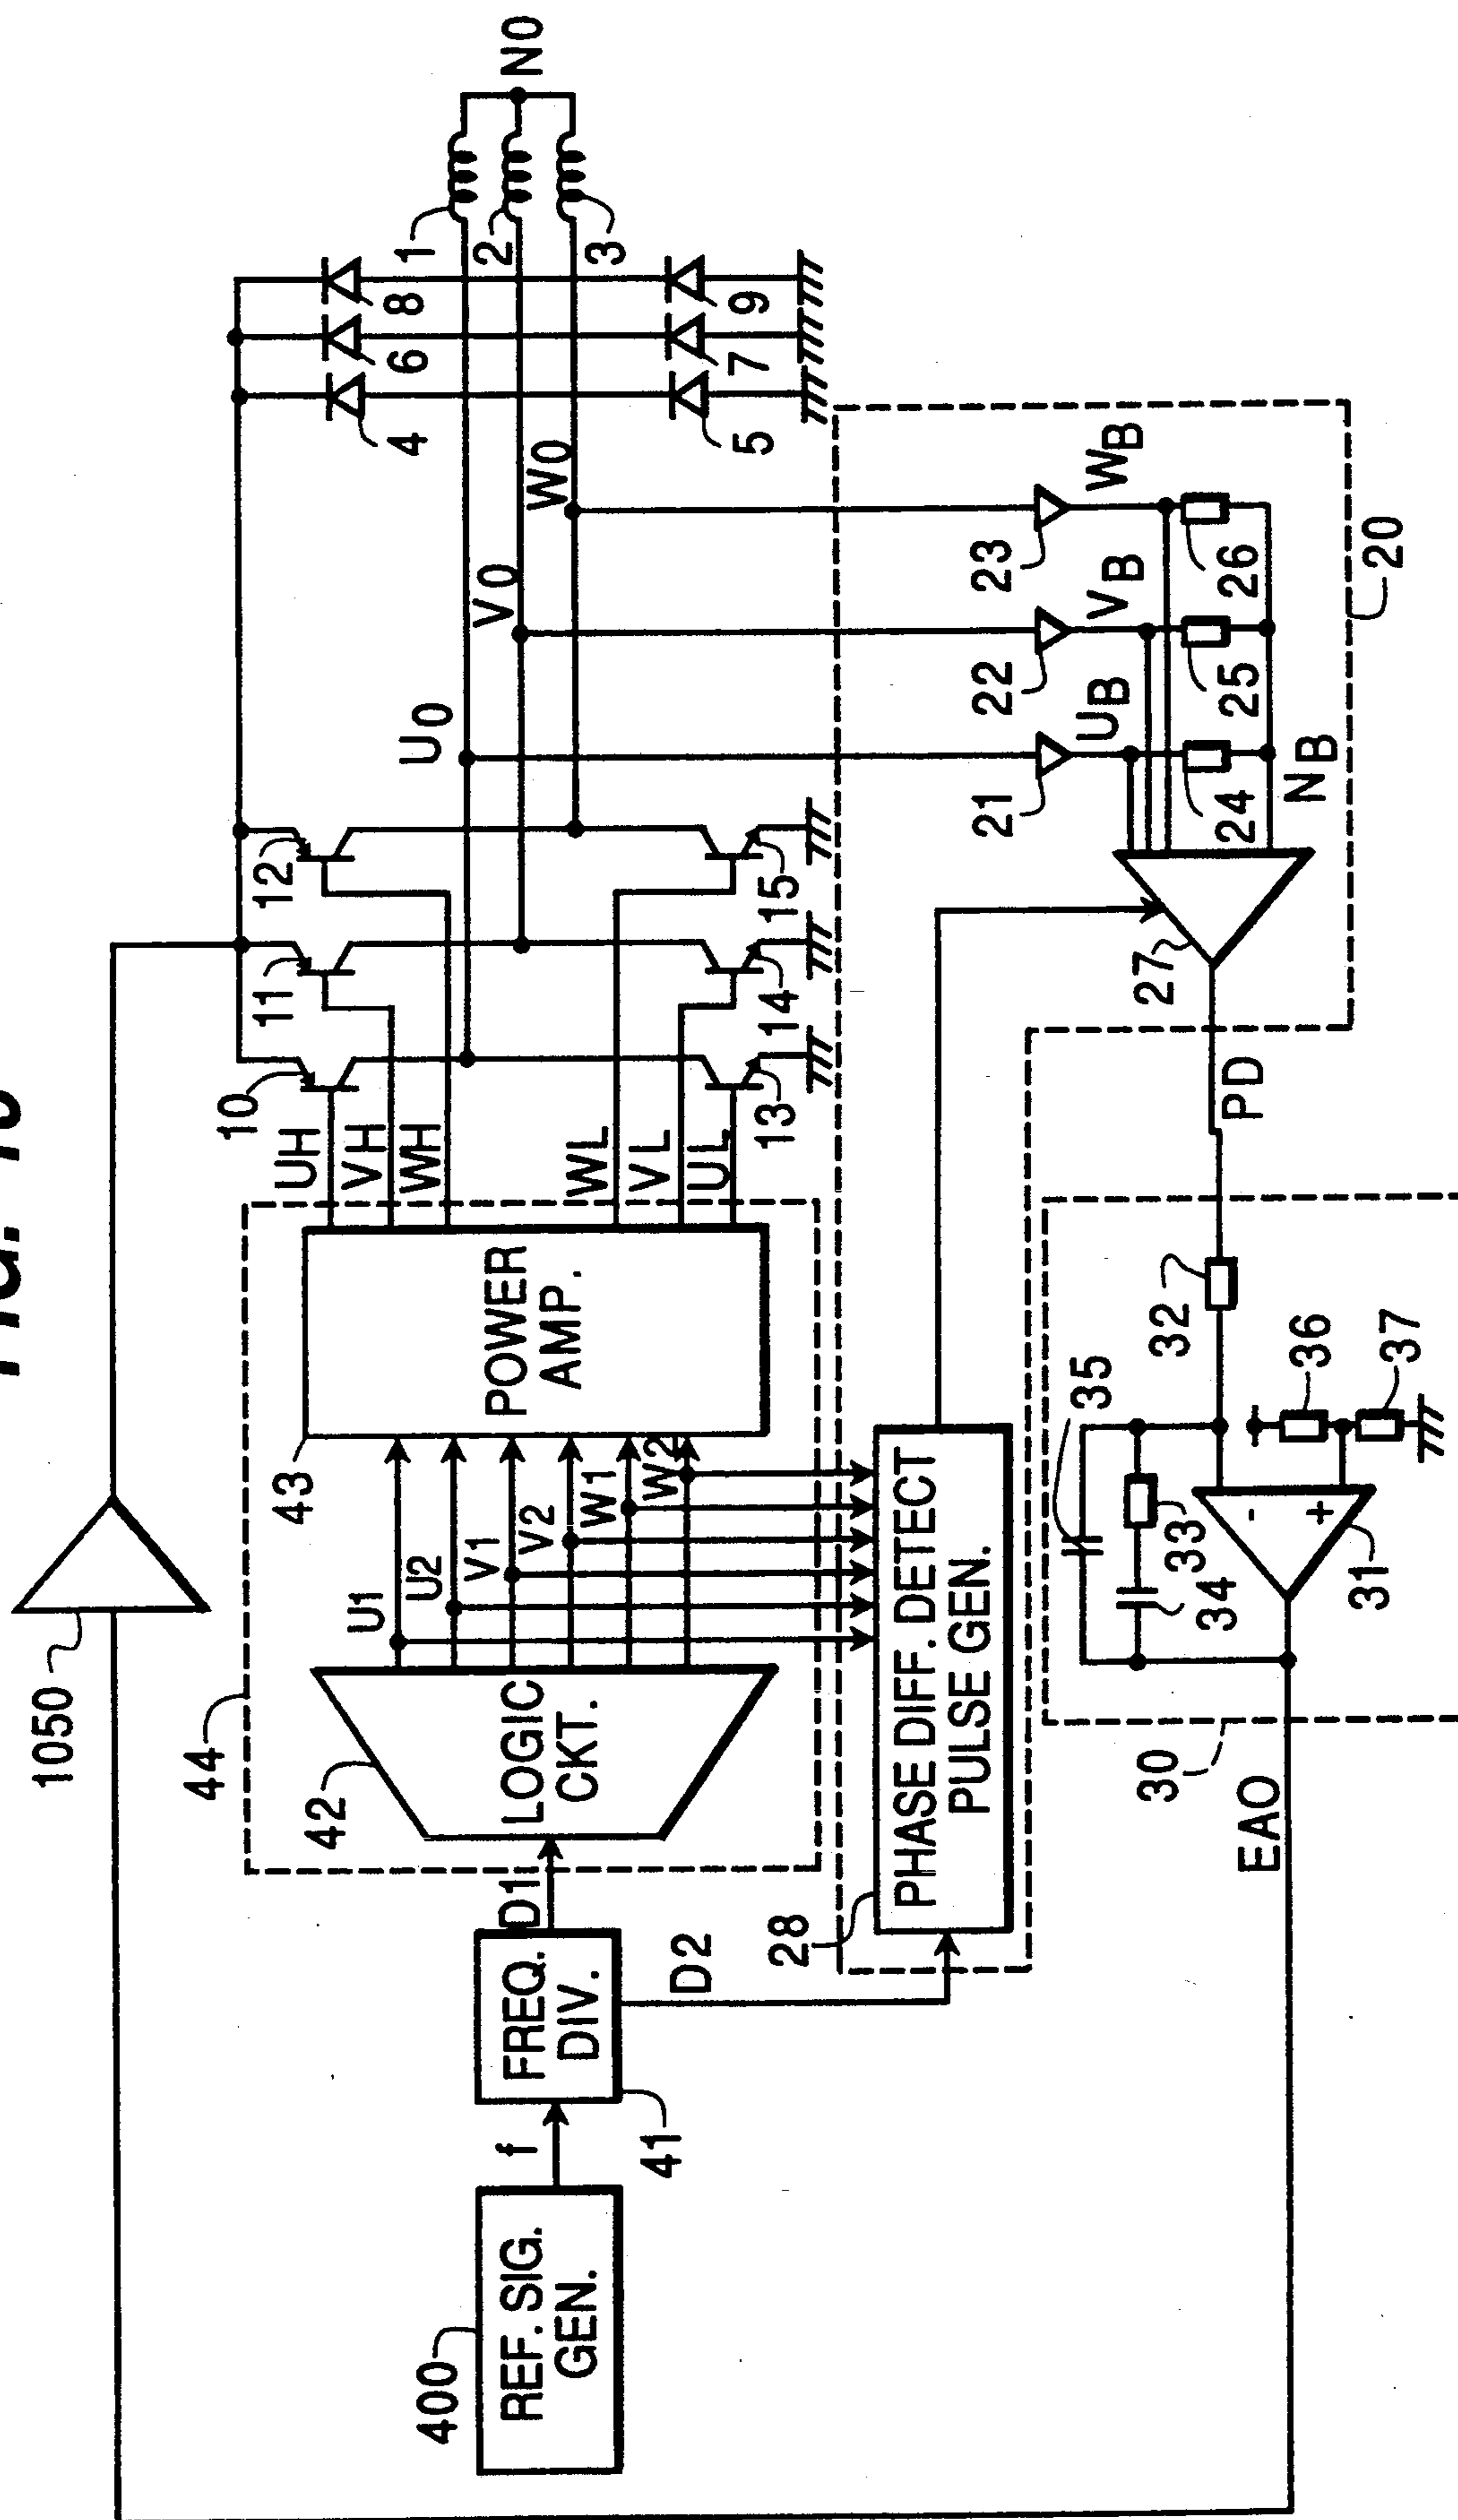 1050
44
42
LOGIC
CKT.
43
POWER
AMP.
U1
U2
V1
V2
W1
W2
UH
VH
WH
WL
VL
UL
10
11
12
13
14
15
U0
V0
W0
4
5
6
7
8
9
1
2
3
N0
400
REF. SIG.
GEN.
f
FREQ.
DIV.
41
D1
D2
28
PHASE DIFF. DETECT
PULSE GEN.
21
22
23
UB
VB
WB
24
25
26
NB
27
20
PD
30
EAO
31
-
+
32
33
34
35
36
37